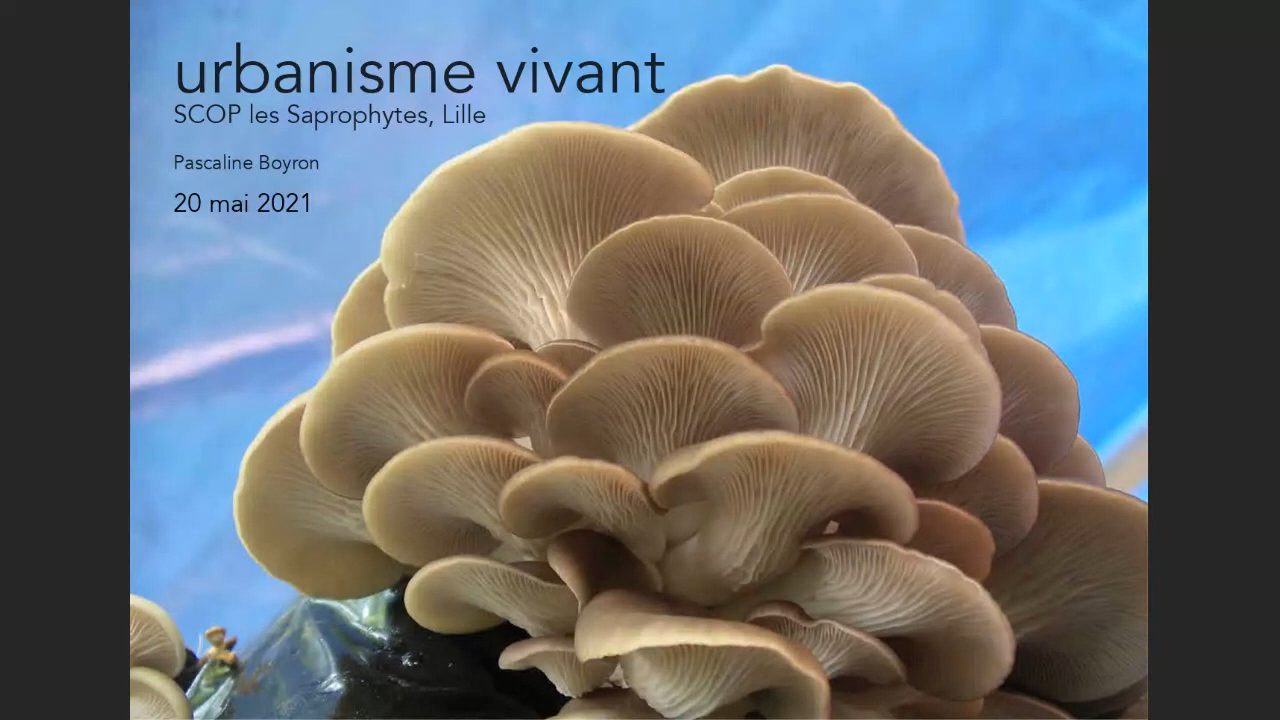 urbanisme vivant
SCOP les Saprophytes, Lille
Pascaline Boyron
20 mai 2021